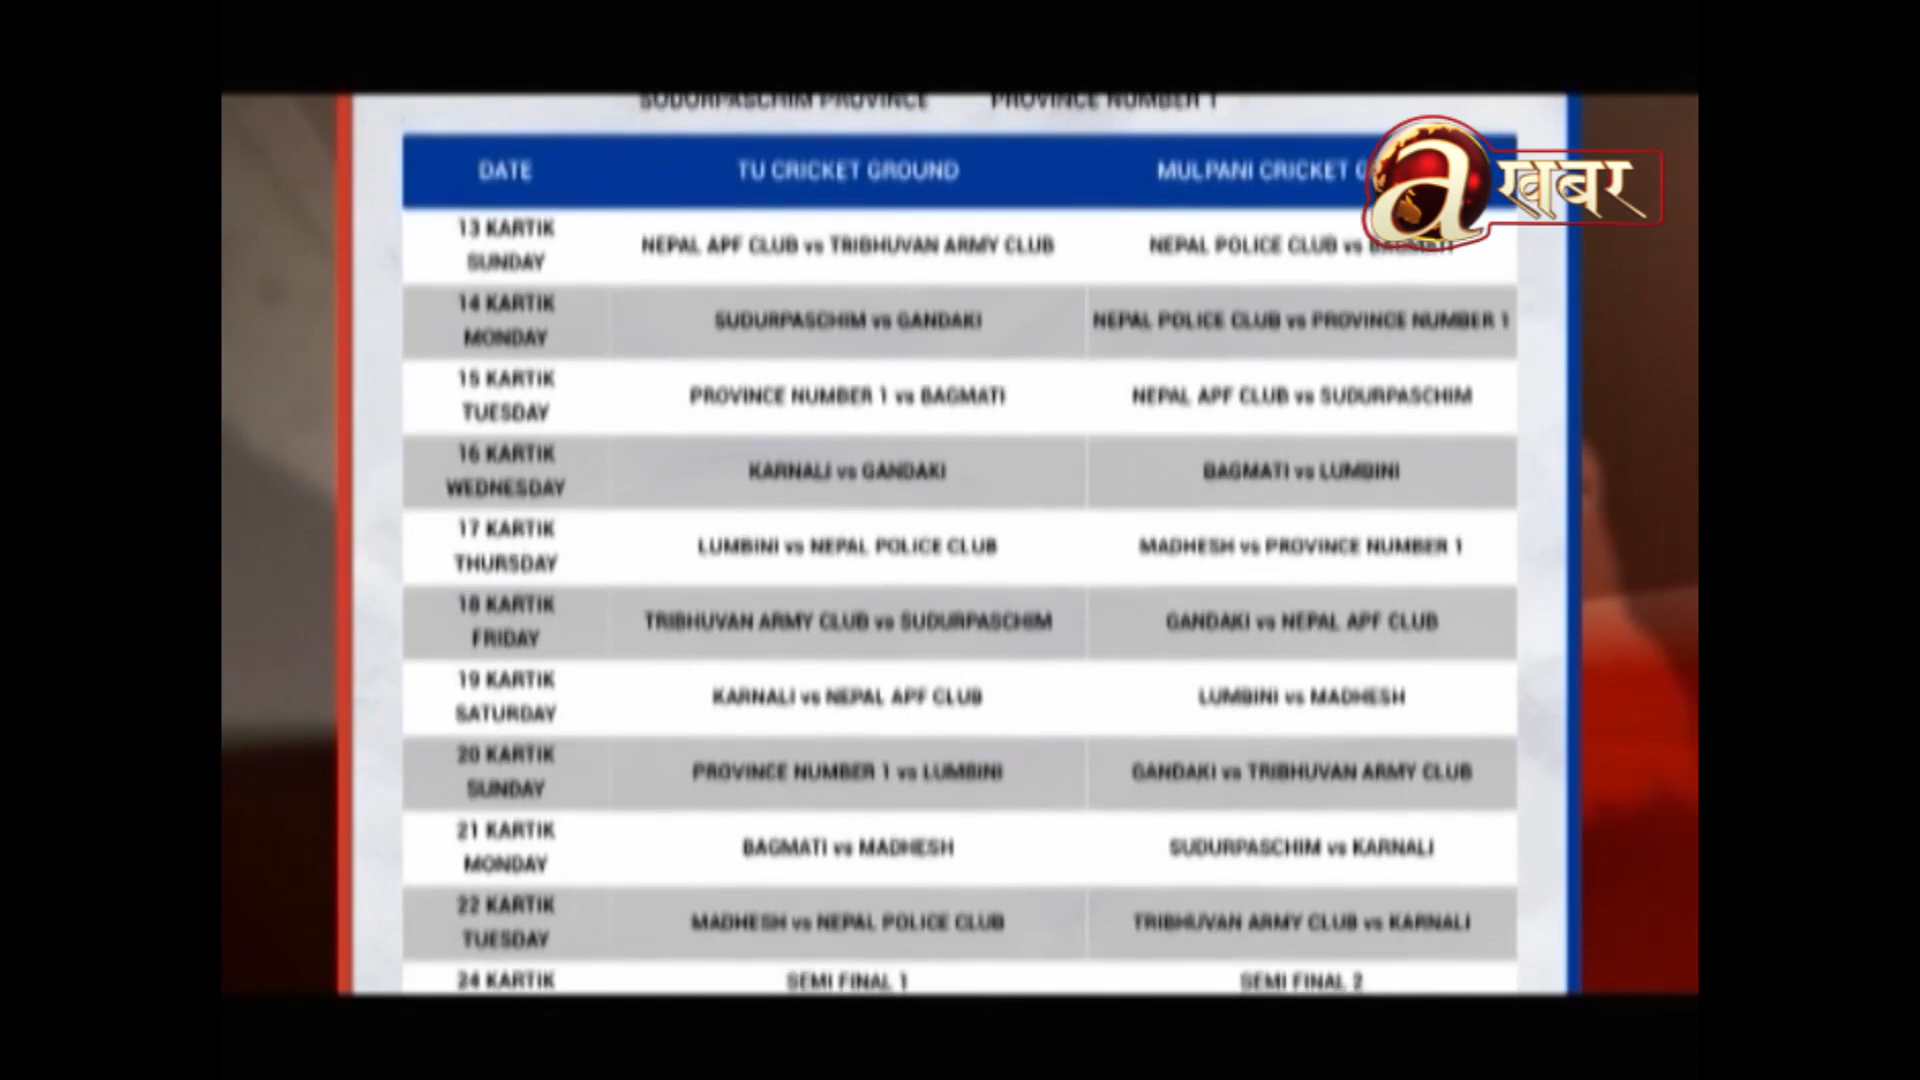 SUDURPASCHIM PROVINCE PROVINCE NUMBER 1
DATE TU CRICKET GROUND MULPANI CRICKET
a खबर
13 KARTIK
SUNDAY
NEPAL APF CLUB vs TRIBHUVAN ARMY CLUB NEPAL POLICE CLUB vs BAGMATI
14 KARTIK
MONDAY
SUDURPASCHIM vs GANDAKI NEPAL POLICE CLUB vs PROVINCE NUMBER 1
15 KARTIK
TUESDAY
PROVINCE NUMBER 1 vs BAGMATI NEPAL APF CLUB vs SUDURPASCHIM
16 KARTIK
WEDNESDAY
KARNALI vs GANDAKI BAGMATI vs LUMBINI
17 KARTIK
THURSDAY
LUMBINI vs NEPAL POLICE CLUB MADHESH vs PROVINCE NUMBER 1
18 KARTIK
FRIDAY
TRIBHUVAN ARMY CLUB vs SUDURPASCHIM GANDAKI vs NEPAL APF CLUB
19 KARTIK
SATURDAY
KARNALI vs NEPAL APF CLUB LUMBINI vs MADHESH
20 KARTIK
SUNDAY
PROVINCE NUMBER 1 vs LUMBINI GANDAKI vs TRIBHUVAN ARMY CLUB
21 KARTIK
MONDAY
BAGMATI vs MADHESH SUDURPASCHIM vs KARNALI
22 KARTIK
TUESDAY
MADHESH vs NEPAL POLICE CLUB TRIBHUVAN ARMY CLUB vs KARNALI
24 KARTIK SEMI FINAL 1 SEMI FINAL 2